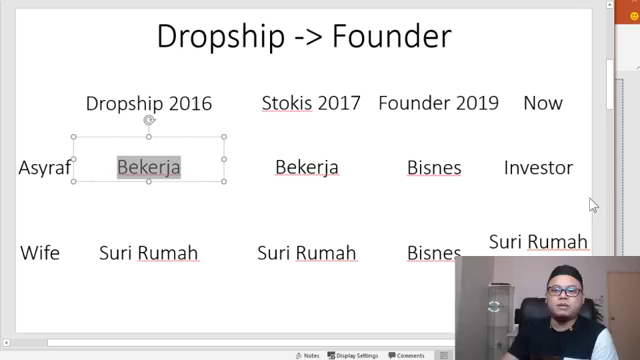 Dropship -> Founder
Dropship 2016 Stokis 2017 Founder 2019 Now
Asyraf Bekerja Bekerja Bisnes Investor
Wife Suri Rumah Suri Rumah Bisnes Suri Rumah
Notes Display Settings Comments